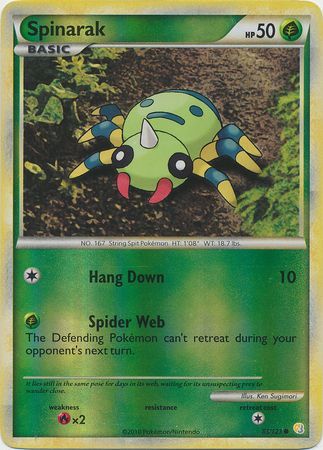 Spinarak
HP 50
BASIC
NO. 167 String Spit Pokémon HT: 1'08" WT: 18.7 lbs.
Hang Down 10
Spider Web
The Defending Pokémon can't retreat during your
opponent's next turn.
It lies still in the same pose for days in its web, waiting for its unsuspecting prey to
wander close.
Illus. Ken Sugimori
weakness resistance retreat cost
×2
©2010 Pokémon/Nintendo
/123